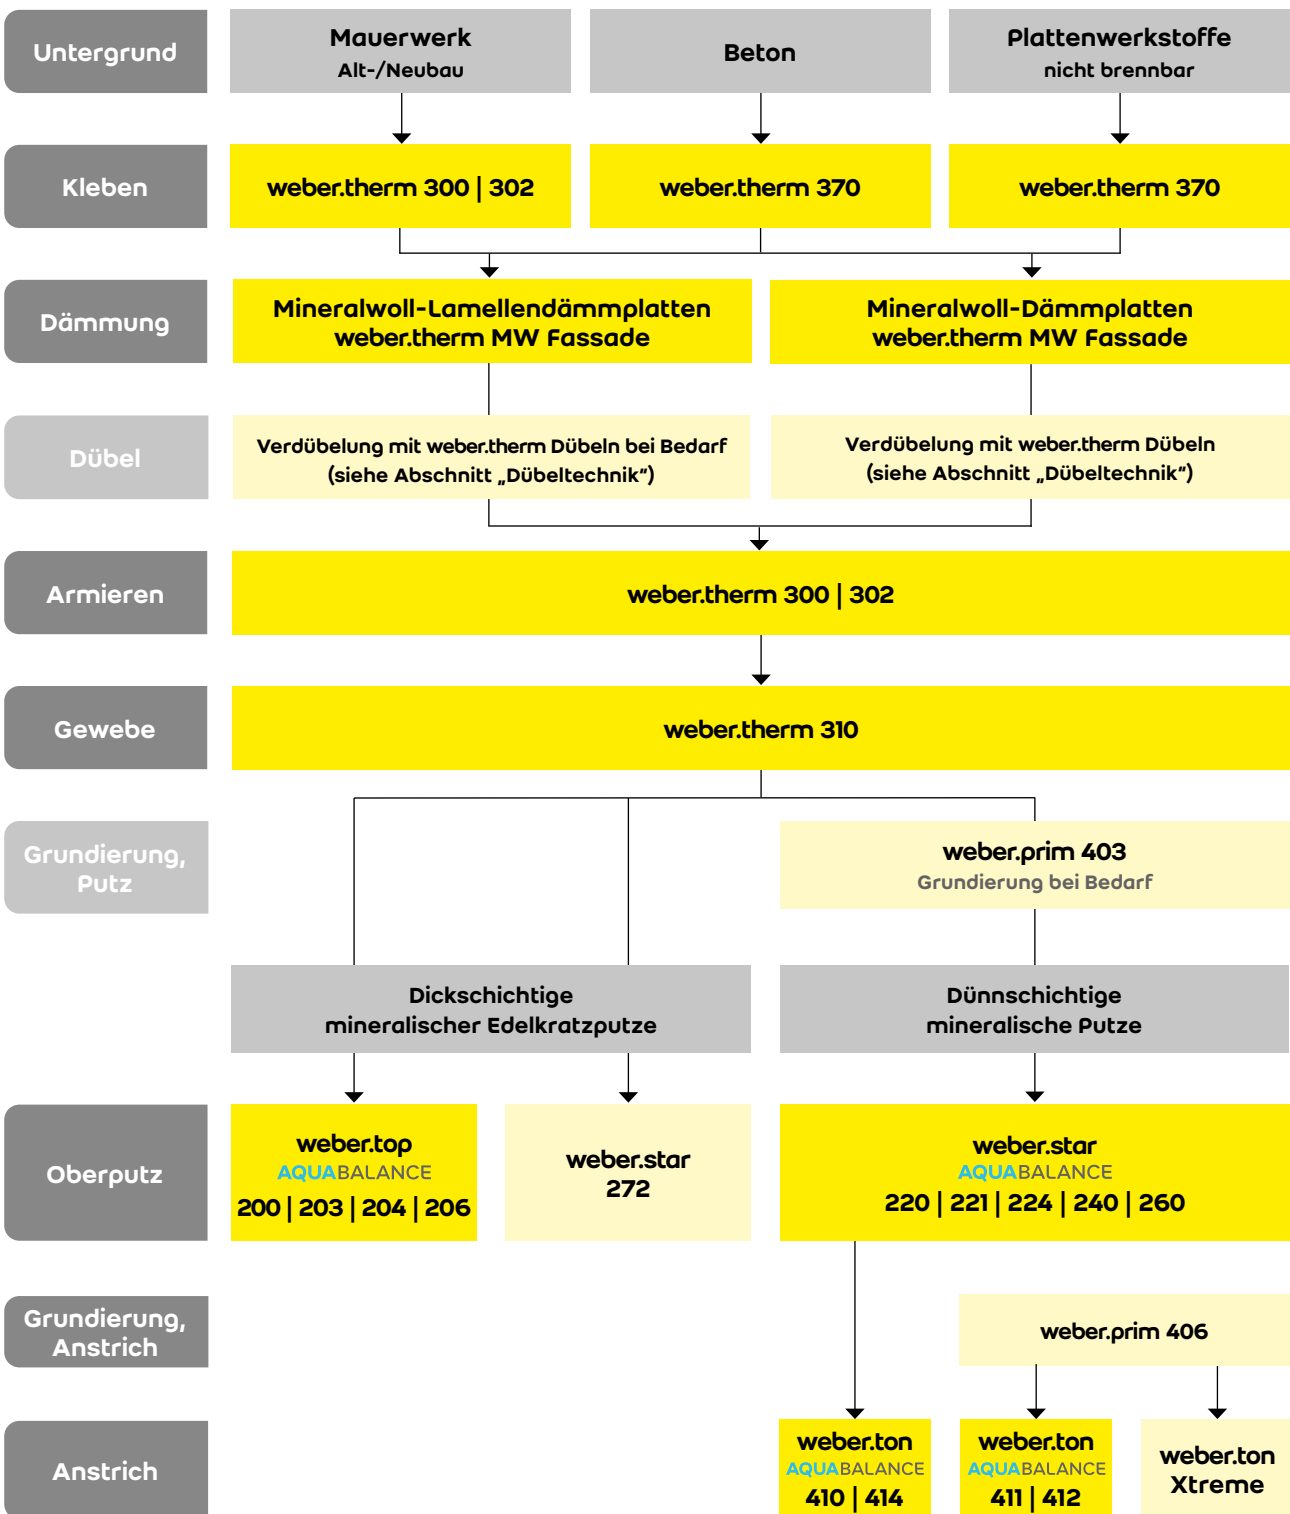 Untergrund
Mauerwerk
Alt-/Neubau
Beton
Plattenwerkstoffe
nicht brennbar
Kleben
weber.therm 300 | 302
weber.therm 370
weber.therm 370
Dämmung
Mineralwoll-Lamellendämmplatten
weber.therm MW Fassade
Mineralwoll-Dämmplatten
weber.therm MW Fassade
Dübel
Verdübelung mit weber.therm Dübeln bei Bedarf
(siehe Abschnitt „Dübeltechnik“)
Verdübelung mit weber.therm Dübeln
(siehe Abschnitt „Dübeltechnik“)
Armieren
weber.therm 300 | 302
Gewebe
weber.therm 310
Grundierung,
Putz
weber.prim 403
Grundierung bei Bedarf
Dickschichtige
mineralischer Edelkratzputze
Dünnschichtige
mineralische Putze
Oberputz
weber.top
AQUABALANCE
200 | 203 | 204 | 206
weber.star
272
weber.star
AQUABALANCE
220 | 221 | 224 | 240 | 260
Grundierung,
Anstrich
weber.prim 406
Anstrich
weber.ton
AQUABALANCE
410 | 414
weber.ton
AQUABALANCE
411 | 412
weber.ton
Xtreme